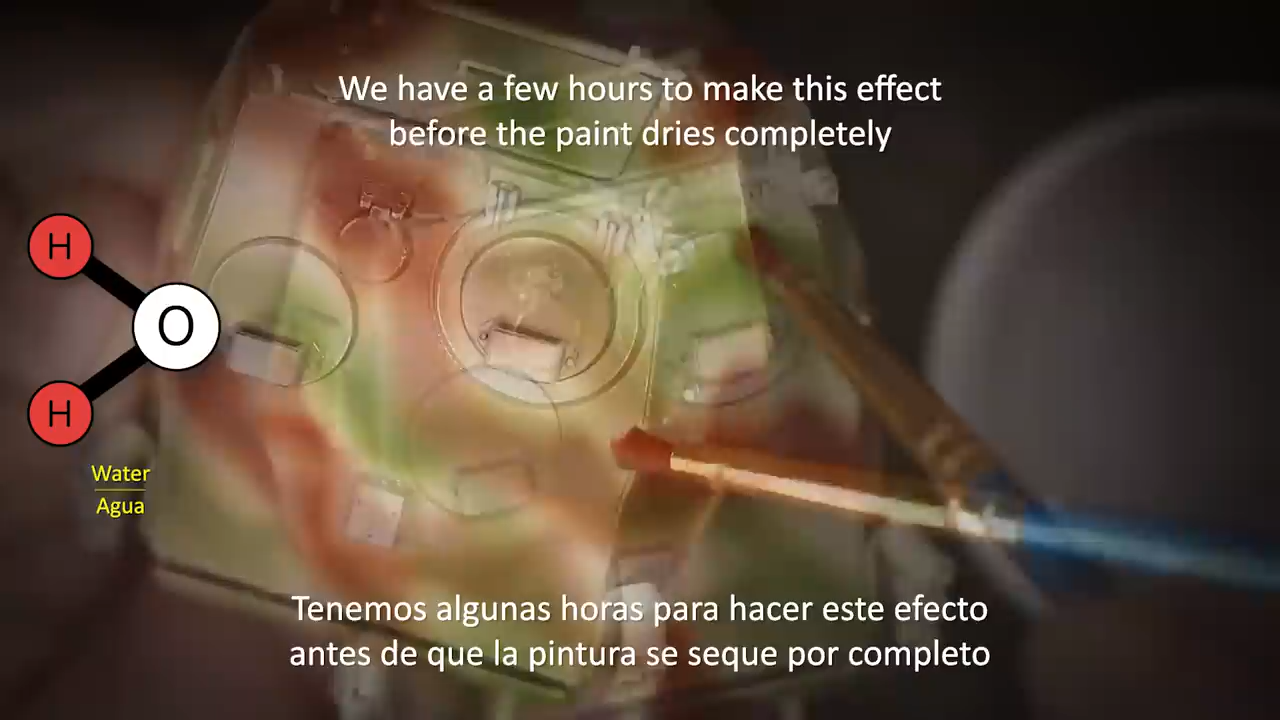 We have a few hours to make this effect
before the paint dries completely
H
O
H
Water
Agua
Tenemos algunas horas para hacer este efecto
antes de que la pintura se seque por completo